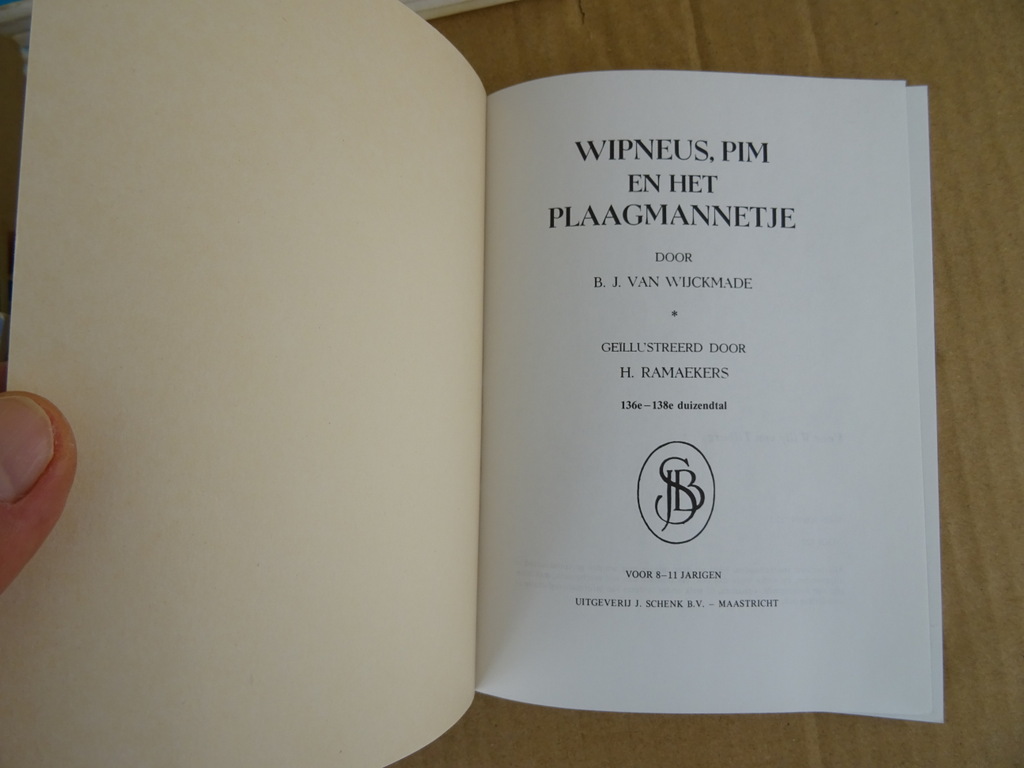 WIPNEUS, PIM
EN HET
PLAAGMANNETJE
DOOR
B. J. VAN WIJCKMADE
*
GEÏLLUSTREERD DOOR
H. RAMAEKERS
136e–138e duizendtal
JSB
VOOR 8–11 JARIGEN
UITGEVERIJ J. SCHENK B.V. – MAASTRICHT